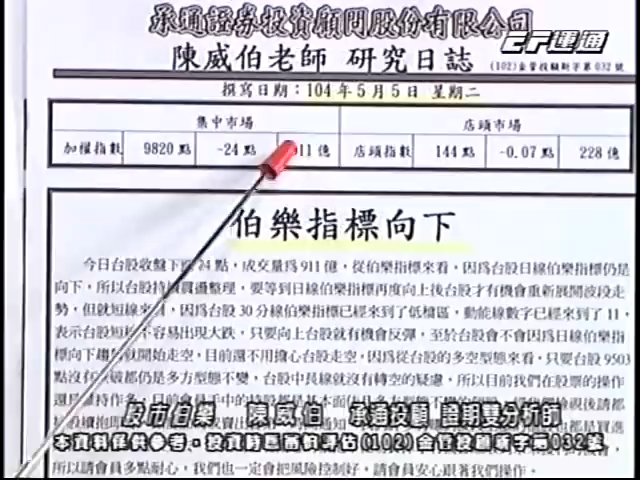 承通證券投資顧問股份有限公司
EF運通
陳威伯老師 研究日誌
(102)金管投顧新字第032號
撰寫日期：104年5月5日 星期二
集中市場 店頭市場
加權指數 9820 點 -24 點 911 億 店頭指數 144 點 -0.07 點 228 億
伯樂指標向下
今日台股收盤下跌24點，成交量為911億，從伯樂指標來看，因為台股日線伯樂指標仍是
向下，所以台股持續震盪整理，要等到日線伯樂指標再度向上後台股才有機會重新展開波段走
勢，但就短線來看，因為台股30分線伯樂指標已經來到了低檔區，動能線數字已經來到了11，
表示台股短線不容易出現大跌，只要向上台股就有機會反彈，至於台股會不會因為日線伯樂指
標向下趨勢就開始走空，目前還不用擔心台股走空，因為從台股的多空型態來看，只要台股9503
點沒有跌破都仍是多方型態不變，台股中長線就沒有轉空的疑慮，所以目前我們在股票的操作
股市伯樂 陳威伯 承通投顧 證期雙分析師
本資料僅供參考，投資時應審慎評估(102)金管投顧新字第032號
所以請會員多點耐心，我們也一定會把風險控制好，請會員安心跟著我們操作。